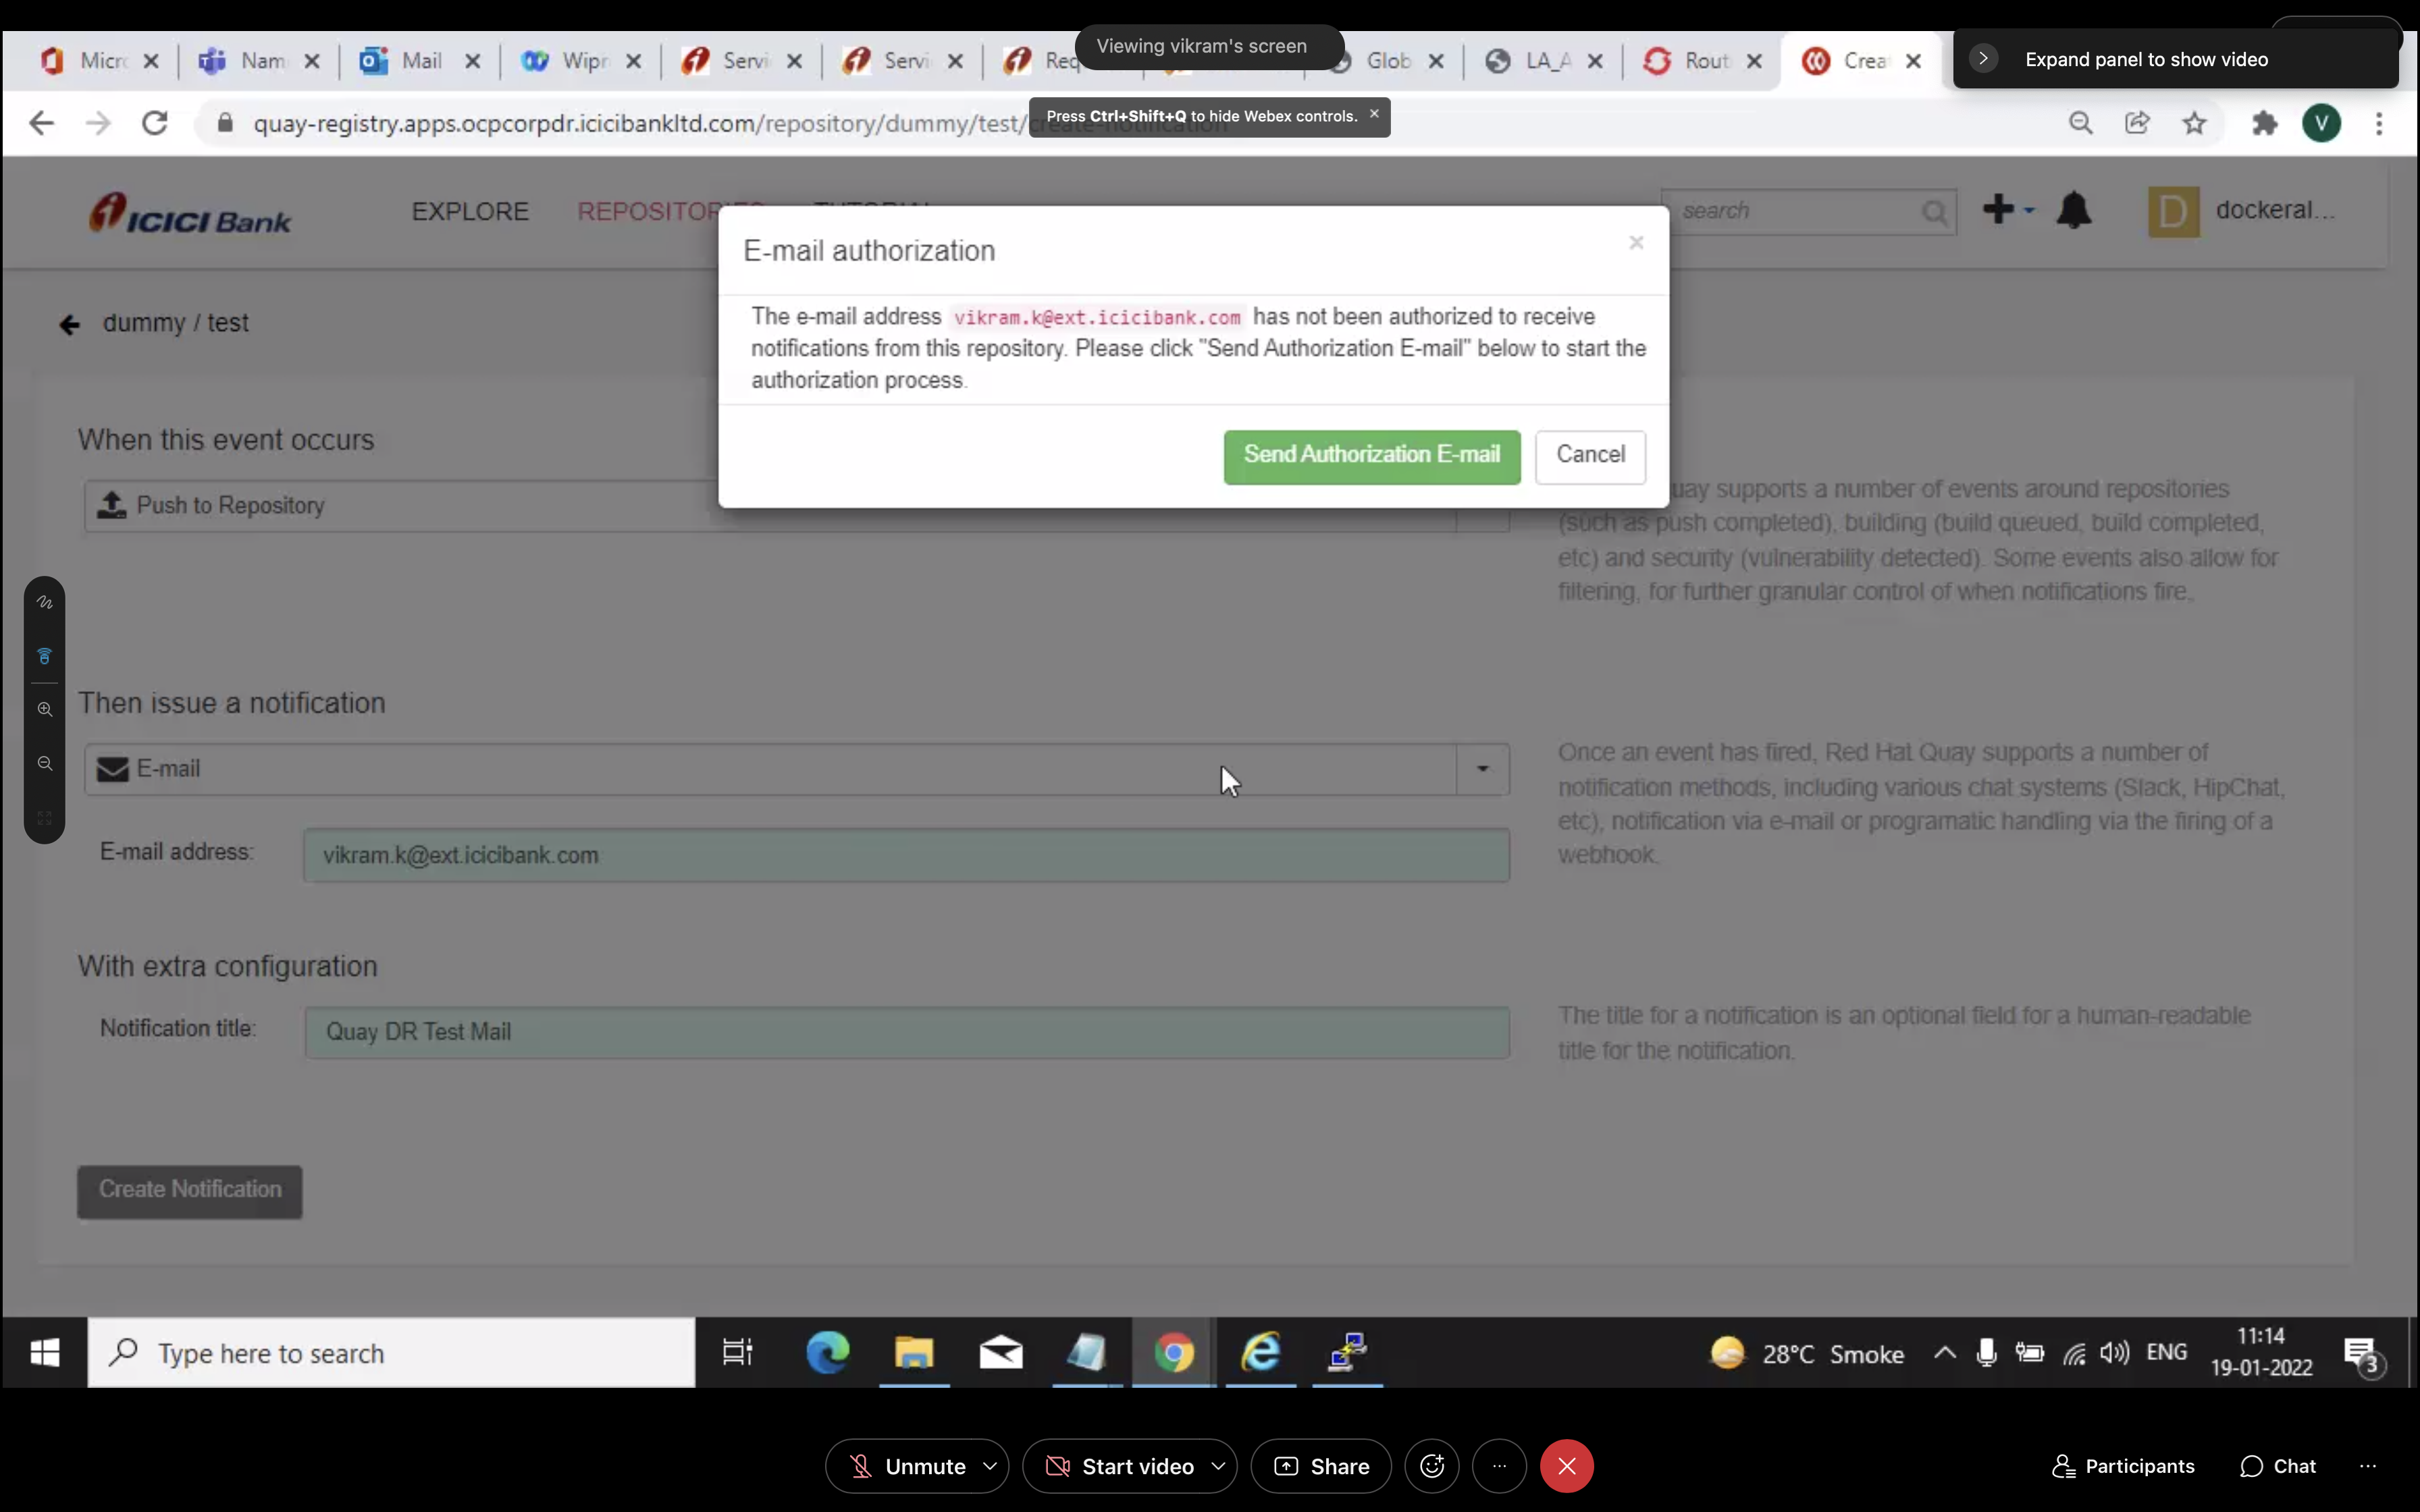 Viewing vikram's screen
Micr
Nam
Mail
Wipr
Servi
Servi
Req
Glob
LA_A
Rout
Crea
Expand panel to show video
quay-registry.apps.ocpcorpdr.icicibankltd.com/repository/dummy/test/create-notification
Press Ctrl+Shift+Q to hide Webex controls.
V
ICICI Bank
EXPLORE
REPOSITORIES
TUTORIAL
search
D
dockeral...
E-mail authorization
The e-mail address vikram.k@ext.icicibank.com has not been authorized to receive
notifications from this repository. Please click "Send Authorization E-mail" below to start the
authorization process.
Send Authorization E-mail
Cancel
dummy / test
When this event occurs
Push to Repository
uay supports a number of events around repositories
(such as push completed), building (build queued, build completed,
etc) and security (vulnerability detected). Some events also allow for
filtering, for further granular control of when notifications fire.
Then issue a notification
E-mail
Once an event has fired, Red Hat Quay supports a number of
notification methods, including various chat systems (Slack, HipChat,
etc), notification via e-mail or programatic handling via the firing of a
webhook.
E-mail address:
vikram.k@ext.icicibank.com
With extra configuration
Notification title:
Quay DR Test Mail
The title for a notification is an optional field for a human-readable
title for the notification.
Create Notification
Type here to search
28°C Smoke
ENG
11:14
19-01-2022
3
Unmute
Start video
Share
Participants
Chat